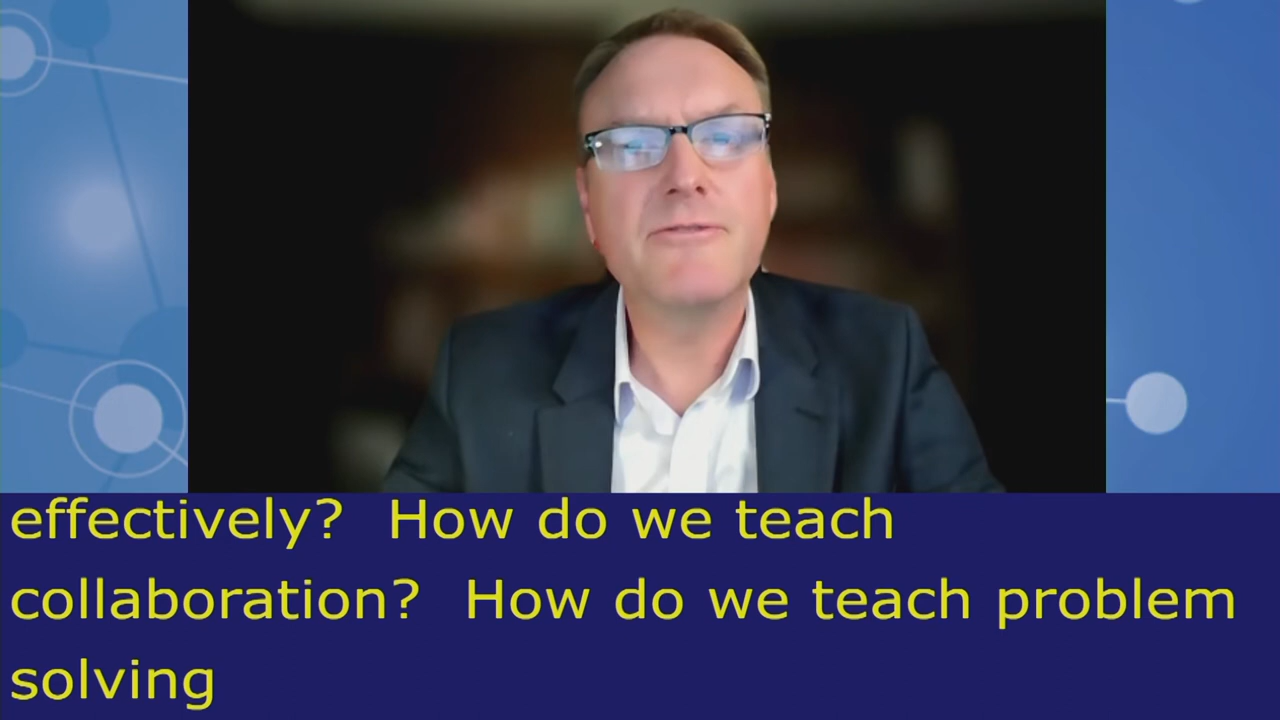 effectively?  How do we teach
collaboration?  How do we teach problem
solving